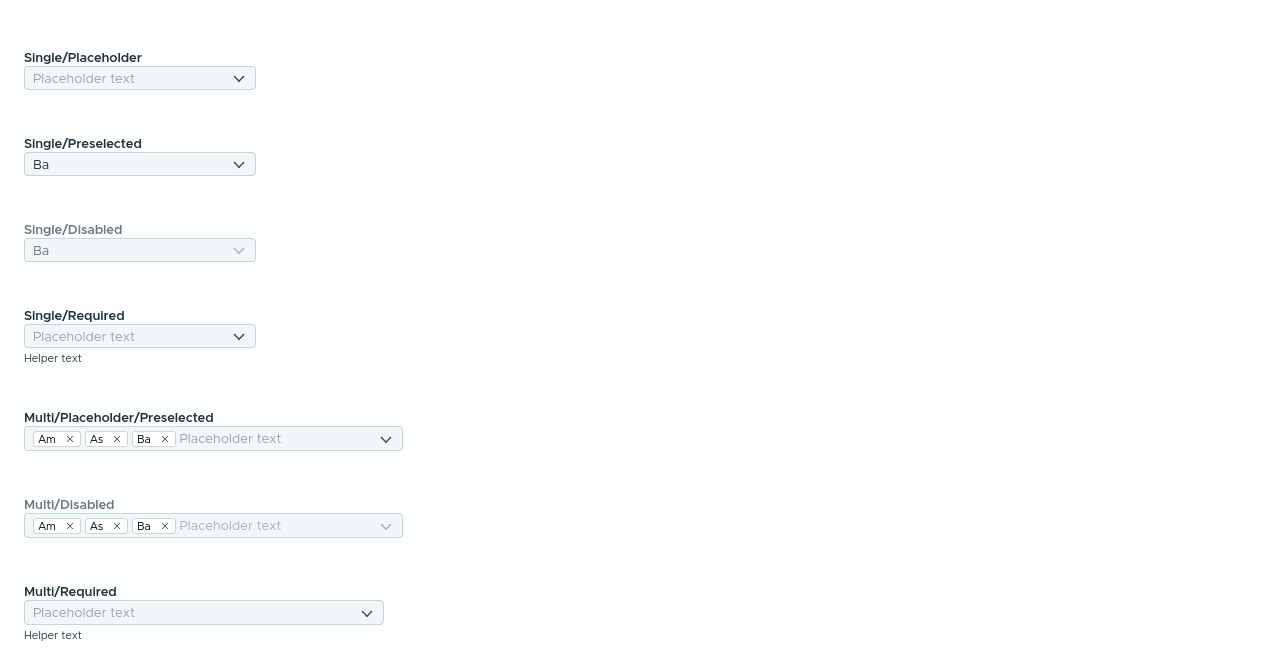 Single/Placeholder
Placeholder text
Single/Preselected
Ba
Single/Disabled
Ba
Single/Required
Placeholder text
Helper text
Multi/Placeholder/Preselected
Am As Ba Placeholder text
Multi/Disabled
Am As Ba Placeholder text
Multi/Required
Placeholder text
Helper text